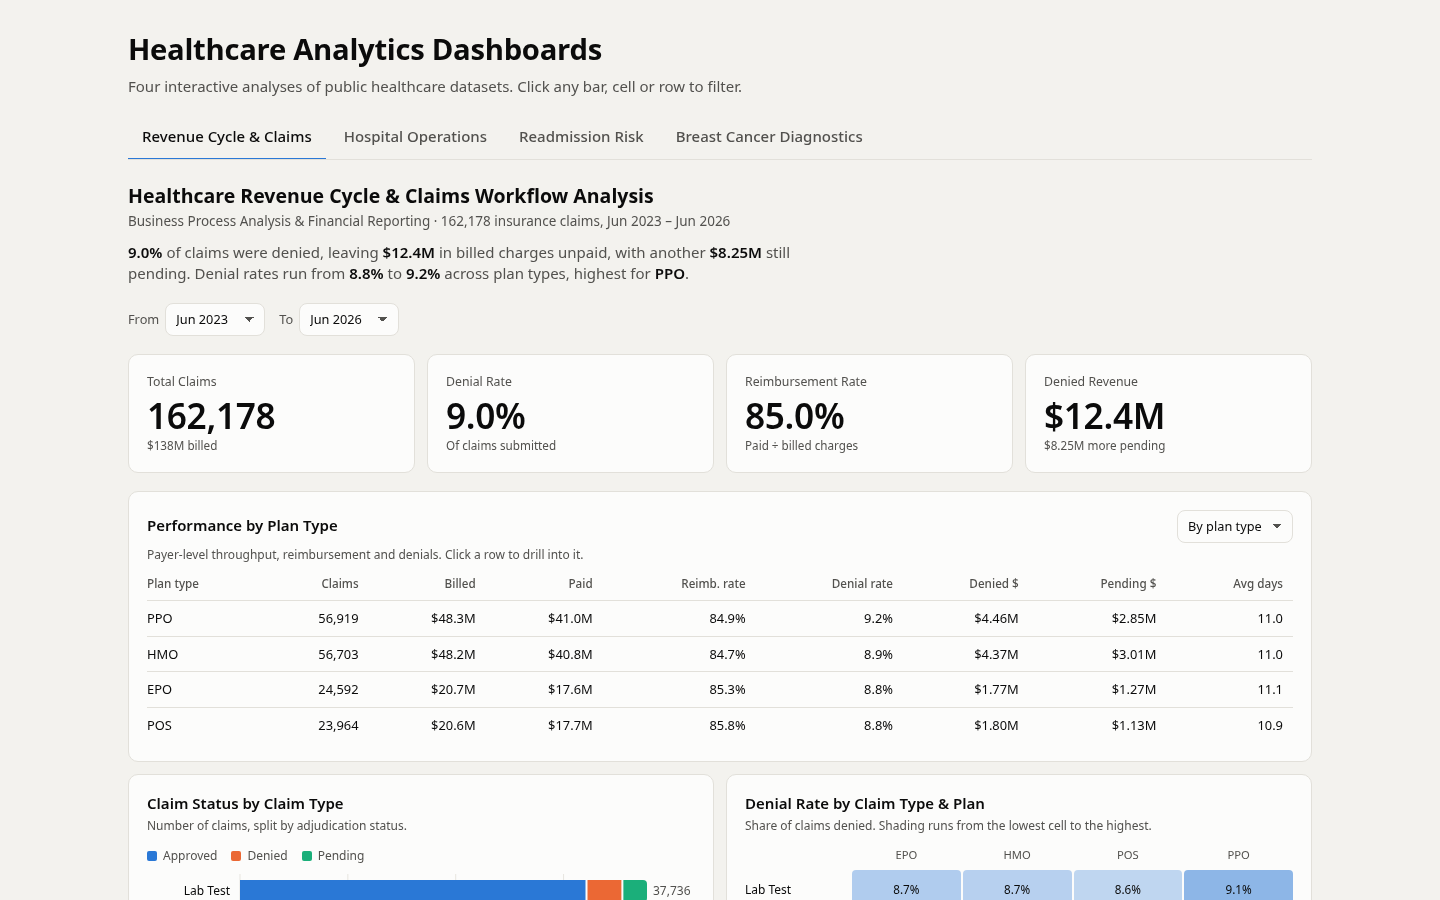 Healthcare Analytics Dashboards
Four interactive analyses of public healthcare datasets. Click any bar, cell or row to filter.
Revenue Cycle & Claims Hospital Operations Readmission Risk Breast Cancer Diagnostics
Healthcare Revenue Cycle & Claims Workflow Analysis
Business Process Analysis & Financial Reporting · 162,178 insurance claims, Jun 2023 – Jun 2026
9.0% of claims were denied, leaving $12.4M in billed charges unpaid, with another $8.25M still
pending. Denial rates run from 8.8% to 9.2% across plan types, highest for PPO.
From Jun 2023 To Jun 2026
Total Claims
162,178
$138M billed
Denial Rate
9.0%
Of claims submitted
Reimbursement Rate
85.0%
Paid ÷ billed charges
Denied Revenue
$12.4M
$8.25M more pending
Performance by Plan Type
By plan type
Payer-level throughput, reimbursement and denials. Click a row to drill into it.
Plan type Claims Billed Paid Reimb. rate Denial rate Denied $ Pending $ Avg days
PPO 56,919 $48.3M $41.0M 84.9% 9.2% $4.46M $2.85M 11.0
HMO 56,703 $48.2M $40.8M 84.7% 8.9% $4.37M $3.01M 11.0
EPO 24,592 $20.7M $17.6M 85.3% 8.8% $1.77M $1.27M 11.1
POS 23,964 $20.6M $17.7M 85.8% 8.8% $1.80M $1.13M 10.9
Claim Status by Claim Type
Number of claims, split by adjudication status.
Approved Denied Pending
Lab Test 37,736
Denial Rate by Claim Type & Plan
Share of claims denied. Shading runs from the lowest cell to the highest.
EPO HMO POS PPO
Lab Test 8.7% 8.7% 8.6% 9.1%